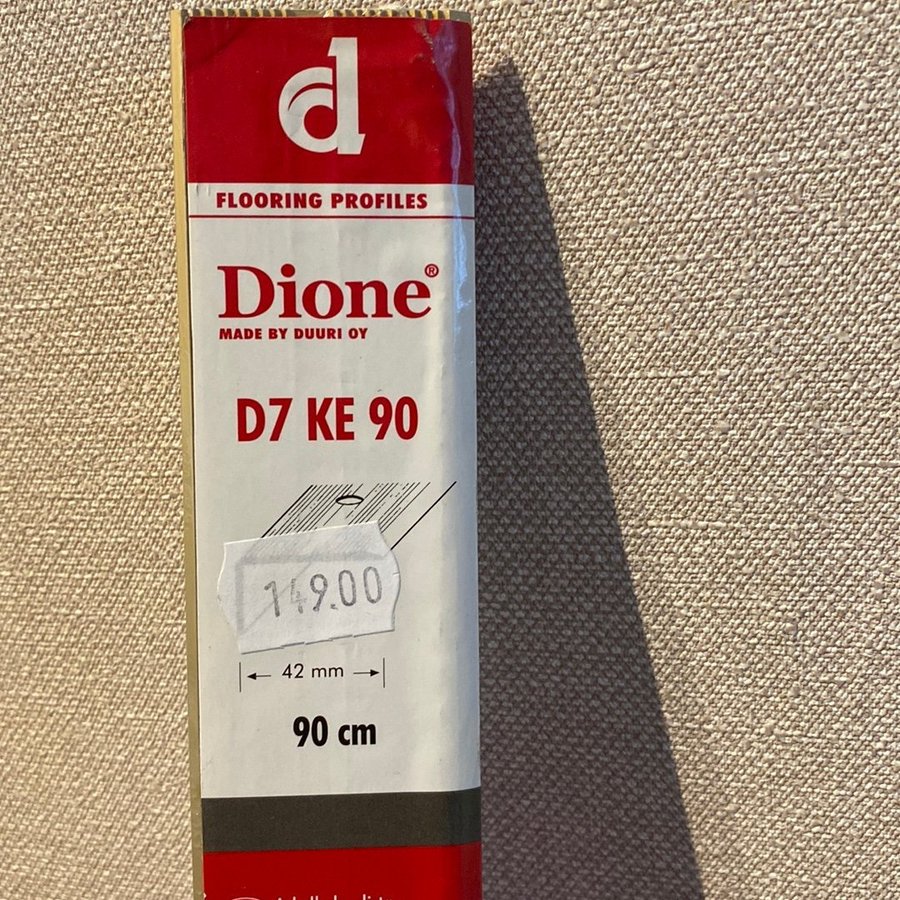 d
FLOORING PROFILES
Dione®
MADE BY DUURI OY
D7 KE 90
149.00
42 mm
90 cm